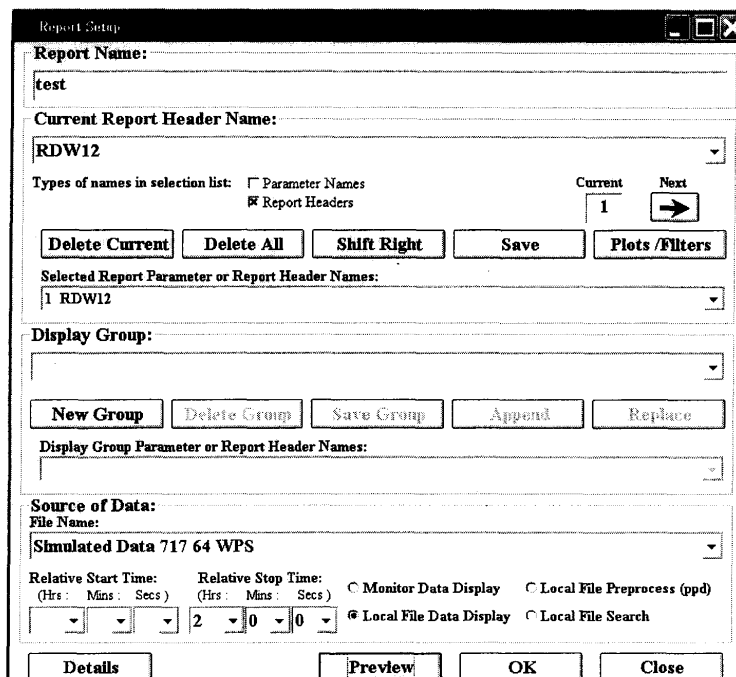 Report Setup
Report Name:
test
Current Report Header Name:
RDW12
Types of names in selection list: Parameter Names Current Next
Report Headers 1
Delete Current Delete All Shift Right Save Plots /Filters
Selected Report Parameter or Report Header Names:
1 RDW12
Display Group:
New Group Delete Group Save Group Append Replace
Display Group Parameter or Report Header Names:
Source of Data:
File Name:
Simulated Data 717 64 WPS
Relative Start Time: Relative Stop Time:
(Hrs : Mins : Secs ) (Hrs : Mins : Secs ) Monitor Data Display Local File Preprocess (ppd)
2 0 0 Local File Data Display Local File Search
Details Preview OK Close